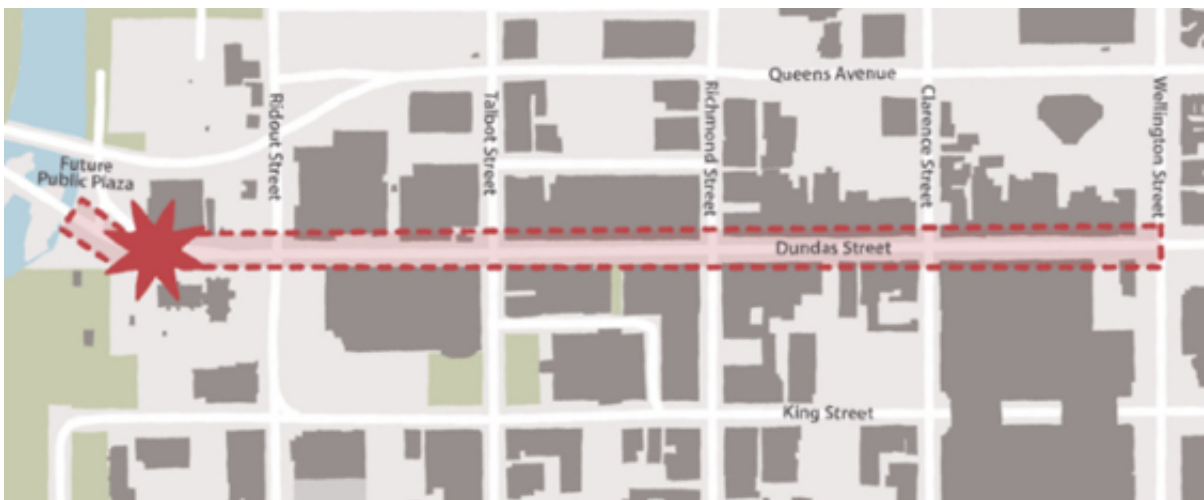 Queens Avenue
Ridout Street
Talbot Street
Richmond Street
Clarence Street
Wellington Street
Future
Public Plaza
Dundas Street
King Street